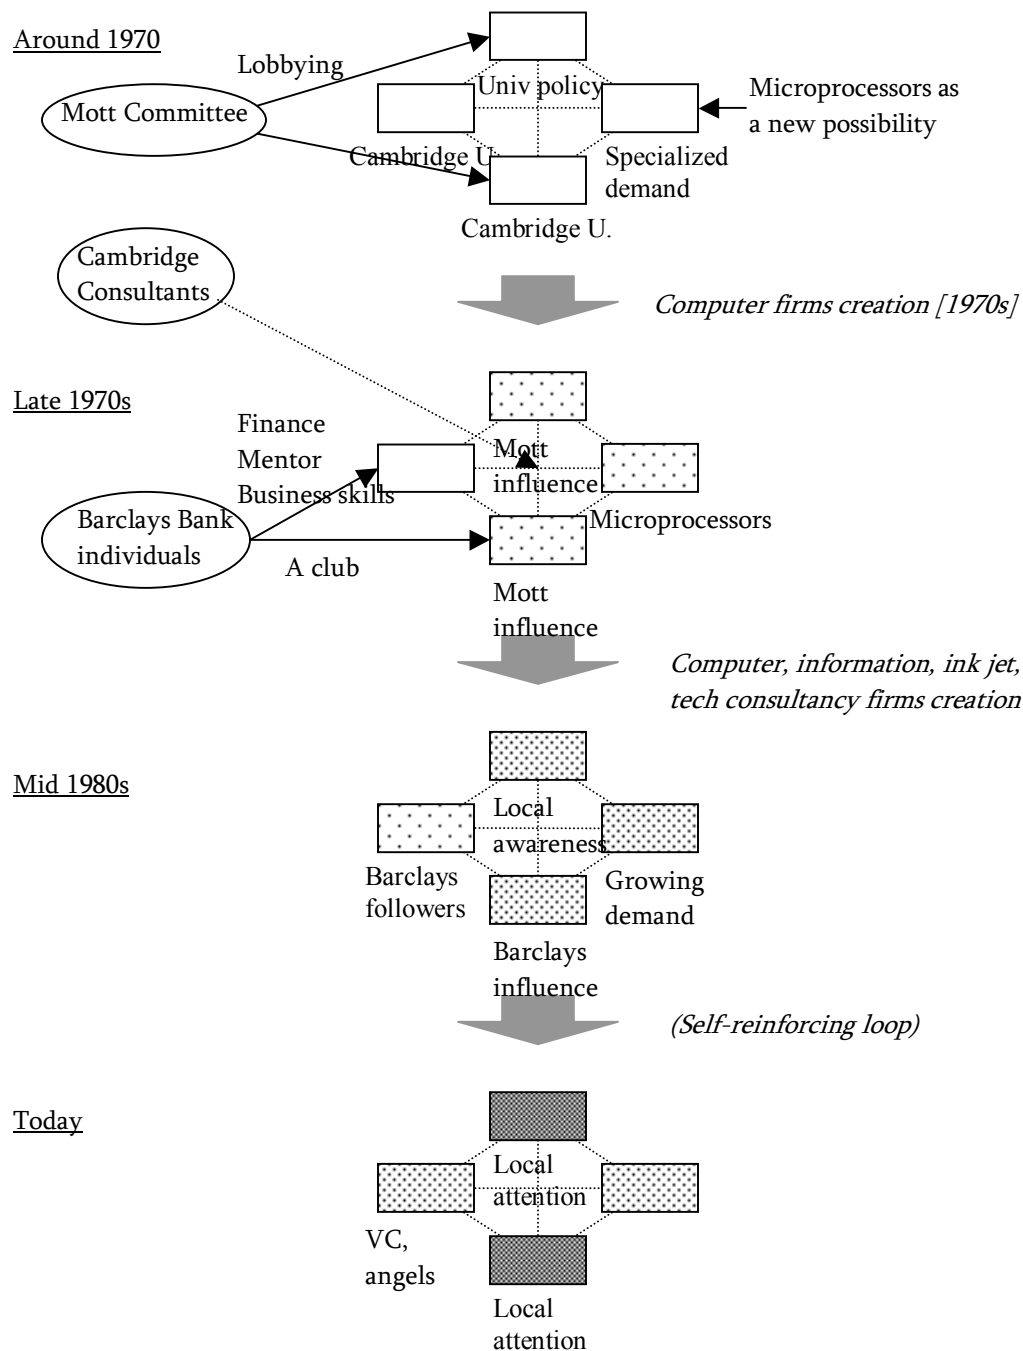 Around 1970
Lobbying
Mott Committee
Univ policy
Microprocessors as
a new possibility
Cambridge U
Specialized
demand
Cambridge U.
Cambridge
Consultants
Computer firms creation [1970s]
Late 1970s
Finance
Mentor
Business skills
Mott
influence
Barclays Bank
individuals
Microprocessors
A club
Mott
influence
Computer, information, ink jet,
tech consultancy firms creation
Mid 1980s
Local
awareness
Barclays
followers
Growing
demand
Barclays
influence
(Self-reinforcing loop)
Today
Local
attention
VC,
angels
Local
attention